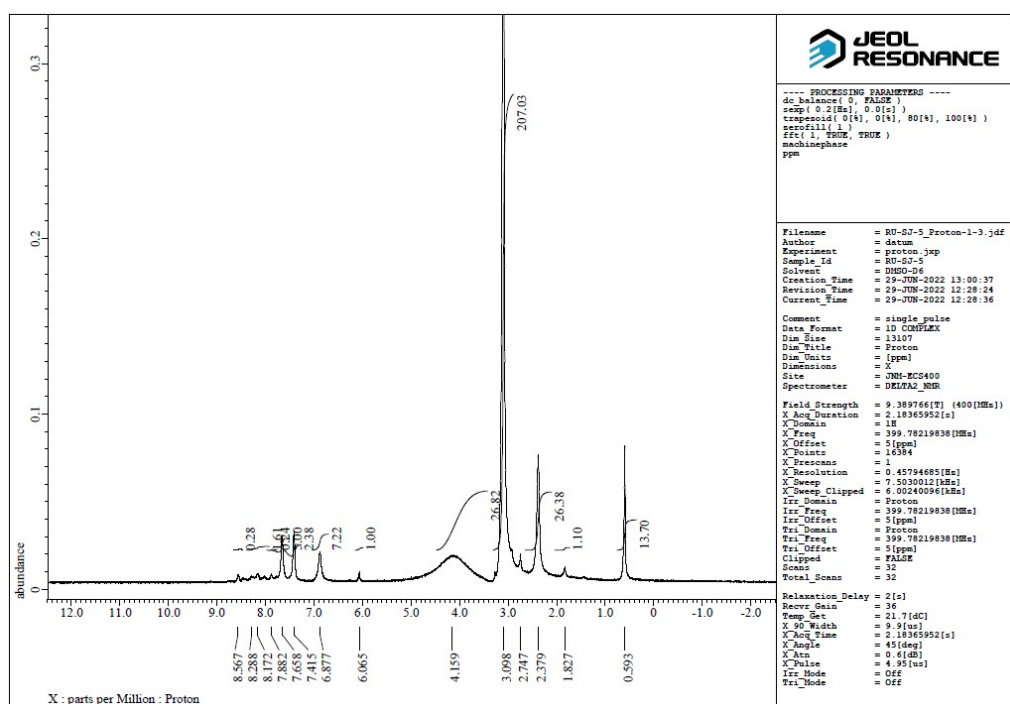 JEOL
RESONANCE
---- PROCESSING PARAMETERS ----
dc_balance( 0, FALSE )
sexp( 0.2[Hz], 0.0[s] )
trapezoid( 0[%], 0[%], 80[%], 100[%] )
zerofill( 1 )
fft( 1, TRUE, TRUE )
machinephase
ppm
Filename = RU-SJ-5_Proton-1-3.jdf
Author = datum
Experiment = proton.jxp
Sample_Id = RU-SJ-5
Solvent = DMSO-D6
Creation_Time = 29-JUN-2022 13:00:37
Revision_Time = 29-JUN-2022 12:28:24
Current_Time = 29-JUN-2022 12:28:36
Comment = single_pulse
Data_Format = 1D COMPLEX
Dim_Size = 13107
Dim_Title = Proton
Dim_Units = [ppm]
Dimensions = X
Site = JNM-ECS400
Spectrometer = DELTA2_NMR
Field_Strength = 9.389766[T] (400[MHz])
X_Acq_Duration = 2.18365952[s]
X_Domain = 1H
X_Freq = 399.78219838[MHz]
X_Offset = 5[ppm]
X_Points = 16384
X_Prescans = 1
X_Resolution = 0.45794685[Hz]
X_Sweep = 7.5030012[kHz]
X_Sweep_Clipped = 6.00240096[kHz]
Irr_Domain = Proton
Irr_Freq = 399.78219838[MHz]
Irr_Offset = 5[ppm]
Tri_Domain = Proton
Tri_Freq = 399.78219838[MHz]
Tri_Offset = 5[ppm]
Clipped = FALSE
Scans = 32
Total_Scans = 32
Relaxation_Delay = 2[s]
Recvr_Gain = 36
Temp_Get = 21.7[dC]
X_90_Width = 9.9[us]
X_Acq_Time = 2.18365952[s]
X_Angle = 45[deg]
X_Atn = 0.6[dB]
X_Pulse = 4.95[us]
Irr_Mode = Off
Tri_Mode = Off
abundance
0.3
0.2
0.1
0
0.28
1.61
3.00
2.38
7.22
1.00
26.82
207.03
26.38
1.10
13.70
12.0 11.0 10.0 9.0 8.0 7.0 6.0 5.0 4.0 3.0 2.0 1.0 0 -1.0 -2.0
8.567
8.288
8.172
7.882
7.658
7.415
6.877
6.065
4.159
3.098
2.747
2.379
1.827
0.593
X : parts per Million : Proton